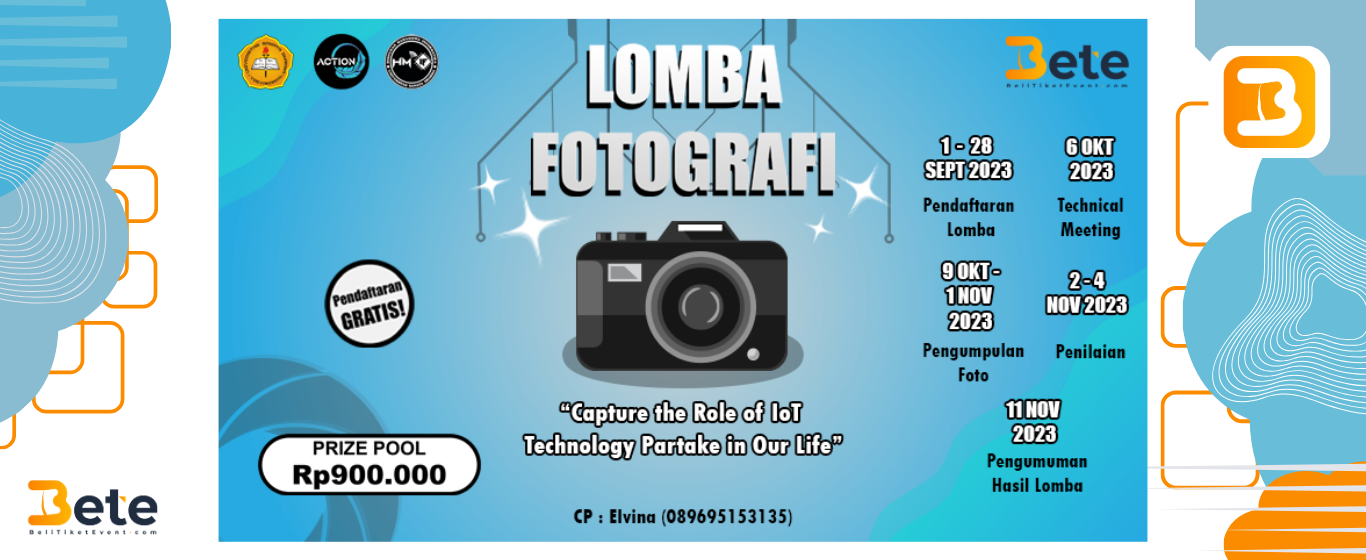 ACTION
HM
LOMBA
FOTOGRAFI
Bete
BeliTiketEvent.com
1 - 28
SEPT 2023
Pendaftaran
Lomba
6 OKT
2023
Technical
Meeting
9 OKT -
1 NOV
2023
Pengumpulan
Foto
2 - 4
NOV 2023
Penilaian
11 NOV
2023
Pengumuman
Hasil Lomba
Pendaftaran
GRATIS!
PRIZE POOL
Rp900.000
“Capture the Role of IoT
Technology Partake in Our Life”
CP : Elvina (089695153135)
B
Bete
BeliTiketEvent.com